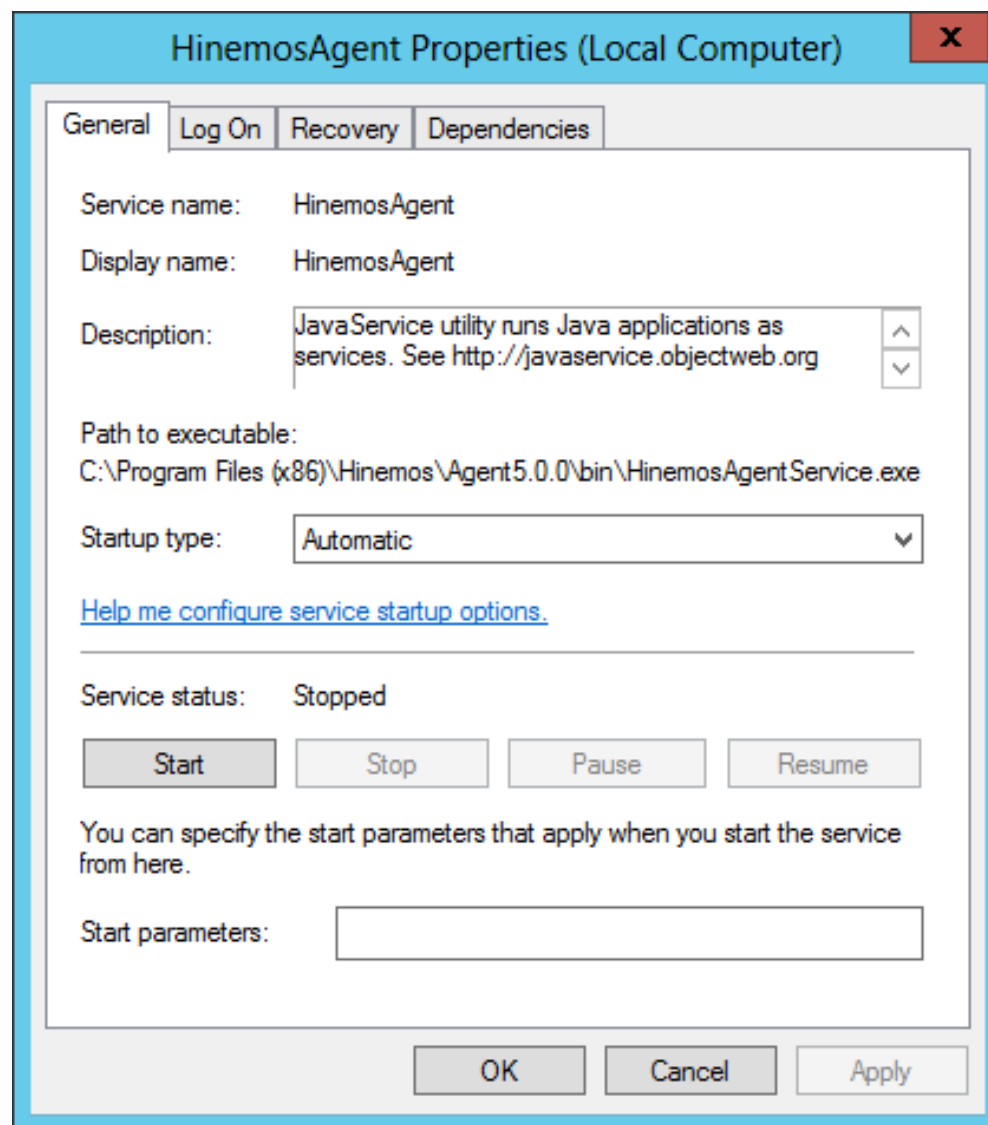 HinemosAgent Properties (Local Computer)
x
General Log On Recovery Dependencies
Service name: HinemosAgent
Display name: HinemosAgent
Description: JavaService utility runs Java applications as
services. See http://javaservice.objectweb.org
Path to executable:
C:\Program Files (x86)\Hinemos\Agent5.0.0\bin\HinemosAgentService.exe
Startup type: Automatic
Help me configure service startup options.
Service status: Stopped
Start Stop Pause Resume
You can specify the start parameters that apply when you start the service
from here.
Start parameters:
OK Cancel Apply